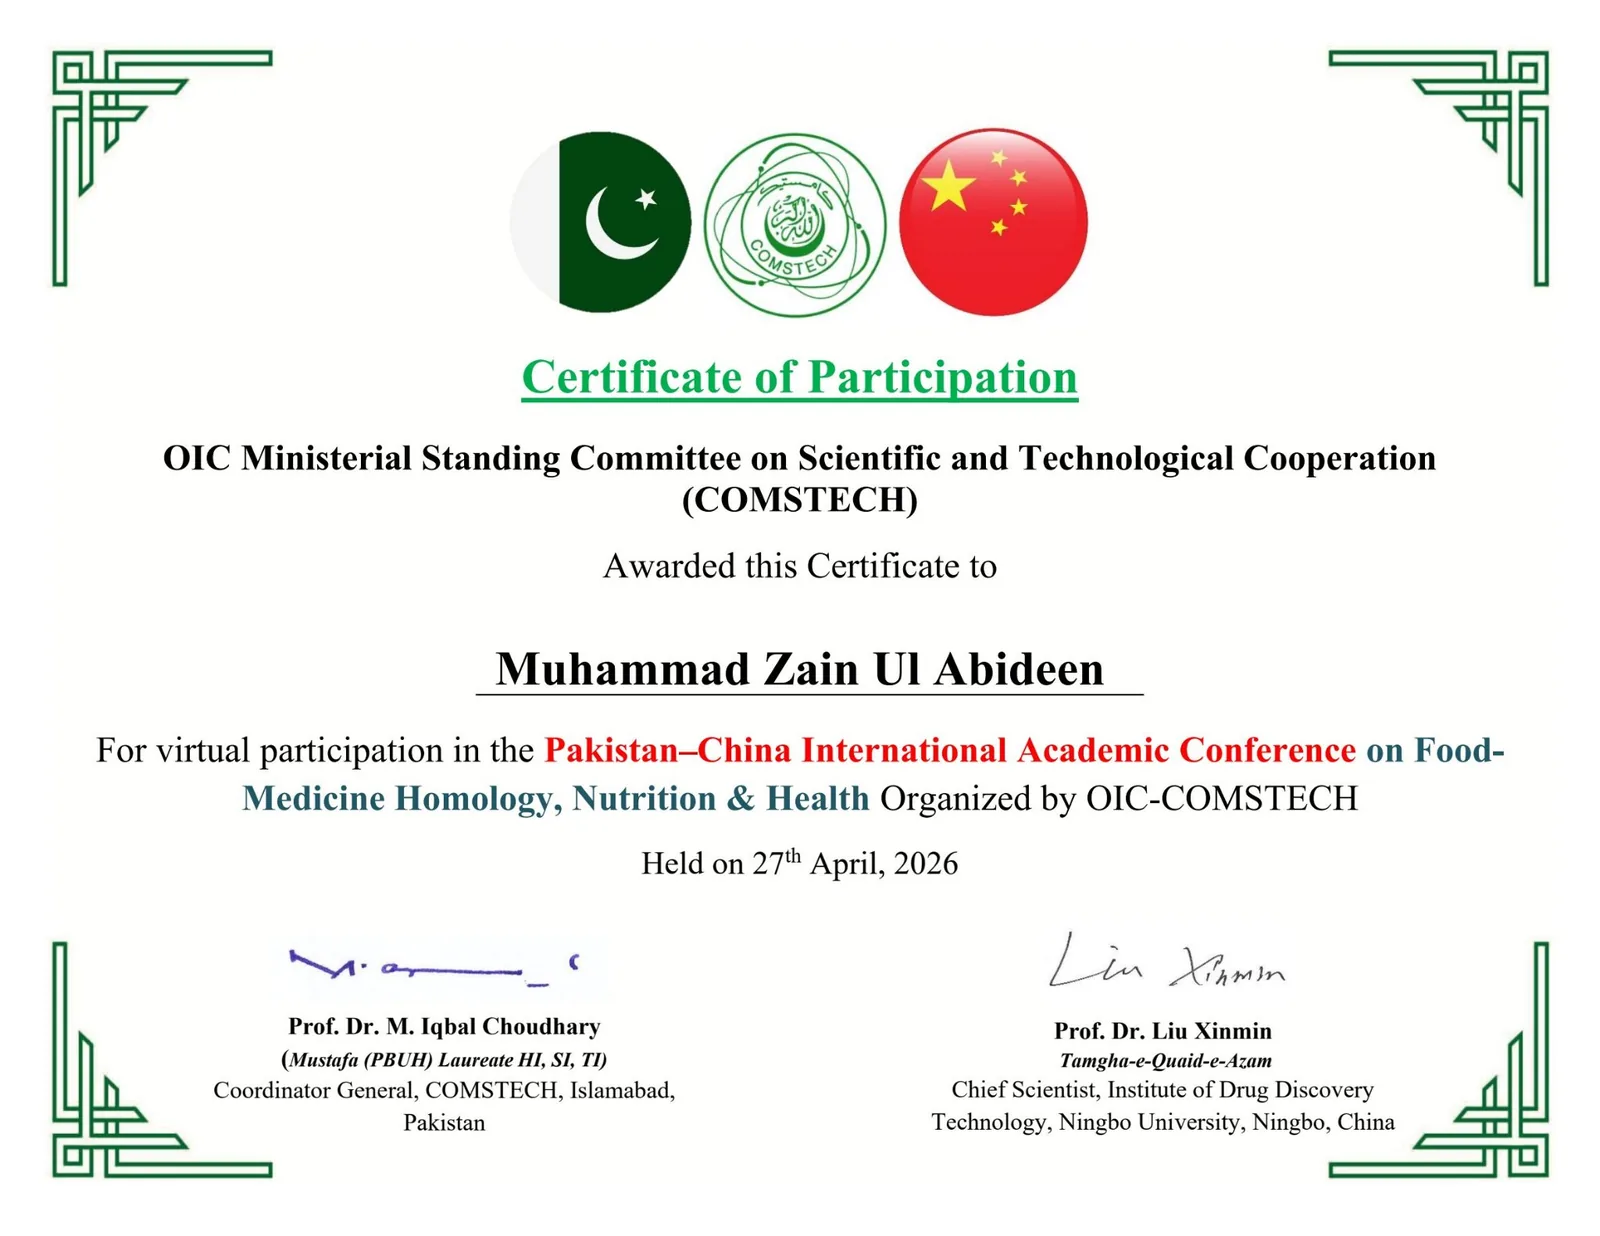 كامستيك
الله اكبر
COMSTECH
Certificate of Participation
OIC Ministerial Standing Committee on Scientific and Technological Cooperation
(COMSTECH)
Awarded this Certificate to
Muhammad Zain Ul Abideen
For virtual participation in the Pakistan–China International Academic Conference on Food-
Medicine Homology, Nutrition & Health Organized by OIC-COMSTECH
Held on 27th April, 2026
Liu Xinmin
Prof. Dr. M. Iqbal Choudhary
(Mustafa (PBUH) Laureate HI, SI, TI)
Coordinator General, COMSTECH, Islamabad,
Pakistan
Prof. Dr. Liu Xinmin
Tamgha-e-Quaid-e-Azam
Chief Scientist, Institute of Drug Discovery
Technology, Ningbo University, Ningbo, China